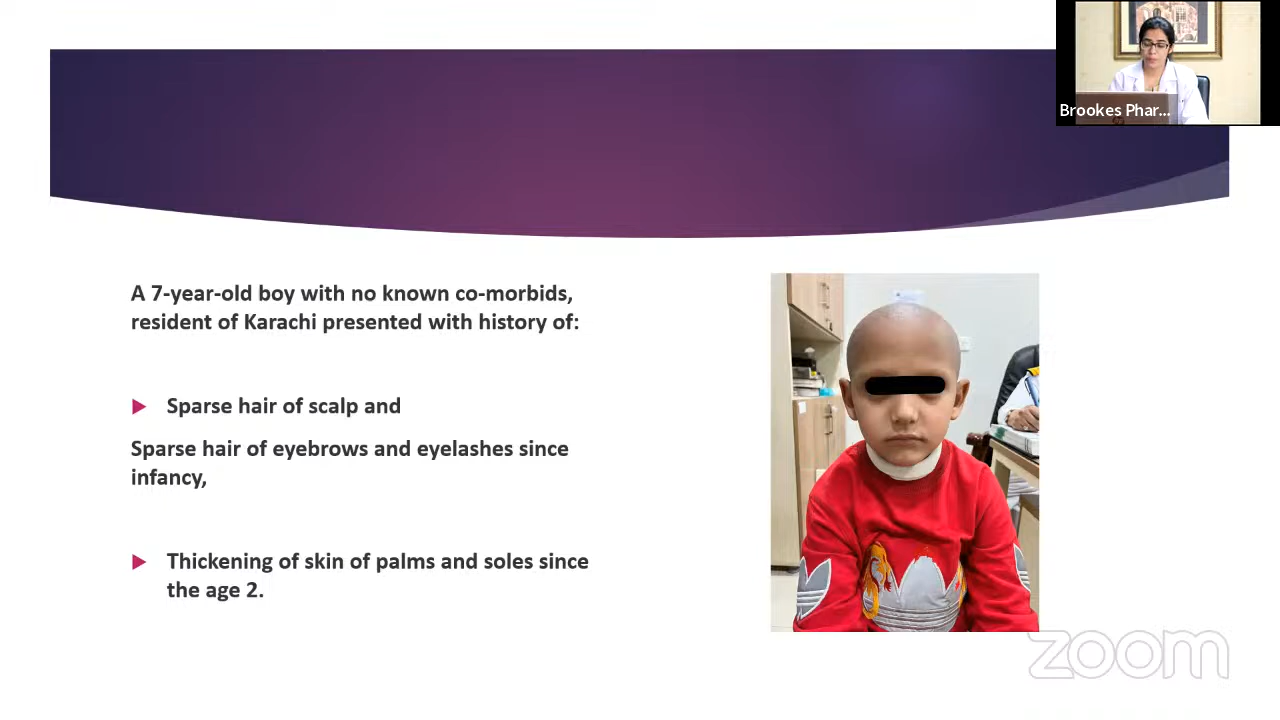 Brookes Phar...
A 7-year-old boy with no known co-morbids,
resident of Karachi presented with history of:
Sparse hair of scalp and
Sparse hair of eyebrows and eyelashes since
infancy,
Thickening of skin of palms and soles since
the age 2.
zoom